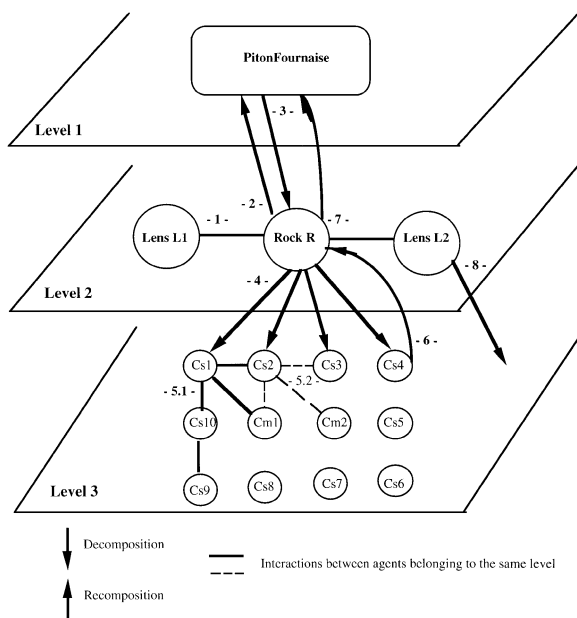 PitonFournaise
- 3 -
Level 1
- 2 -
- 1 -
- 7 -
Lens L1
Rock R
Lens L2
- 8 -
- 4 -
Level 2
- 6 -
Cs1
Cs2
Cs3
Cs4
- 5.1 -
- 5.2 -
Cs10
Cm1
Cm2
Cs5
Cs9
Cs8
Cs7
Cs6
Level 3
Decomposition
Interactions between agents belonging to the same level
Recomposition